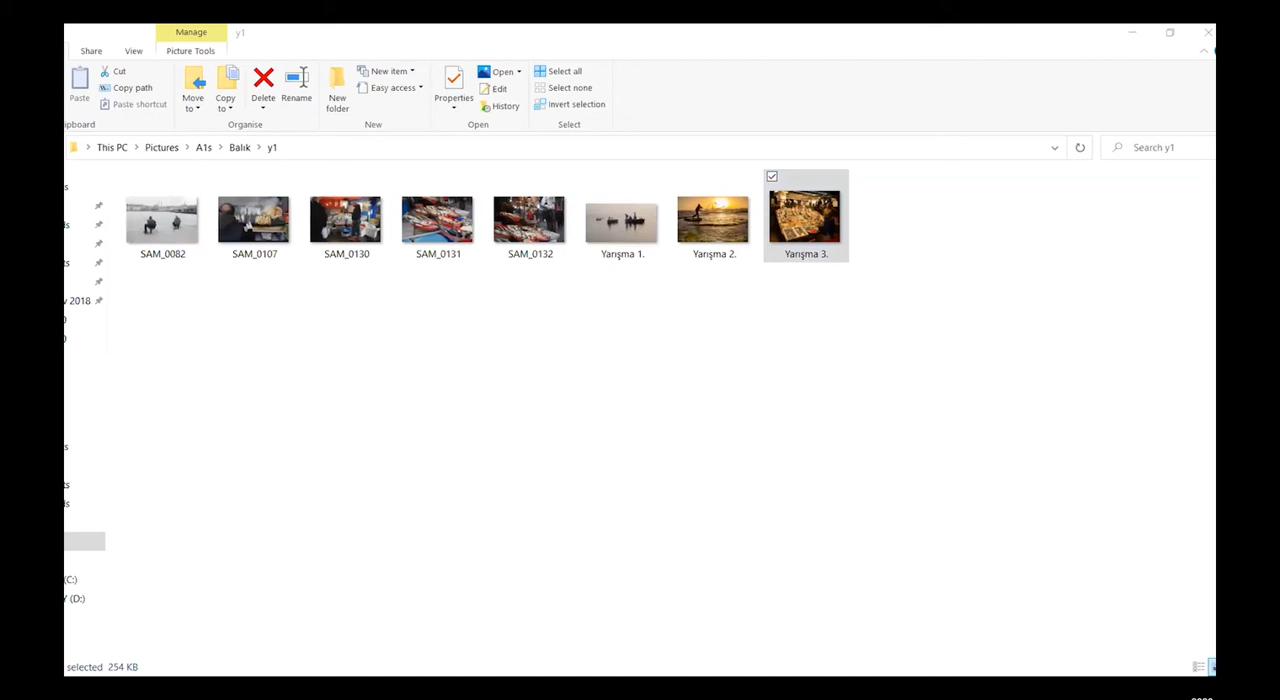 Manage y1
Share View Picture Tools
Cut
Copy path
Paste shortcut
Paste
Move to
Copy to
Delete
Rename
New folder
New item
Easy access
Properties
Open
Edit
History
Select all
Select none
Invert selection
Organise New Open Select
This PC > Pictures > A1s > Balık > y1
Search y1
SAM_0082 SAM_0107 SAM_0130 SAM_0131 SAM_0132 Yarışma 1. Yarışma 2. Yarışma 3.
2018
(C:)
(D:)
selected 254 KB